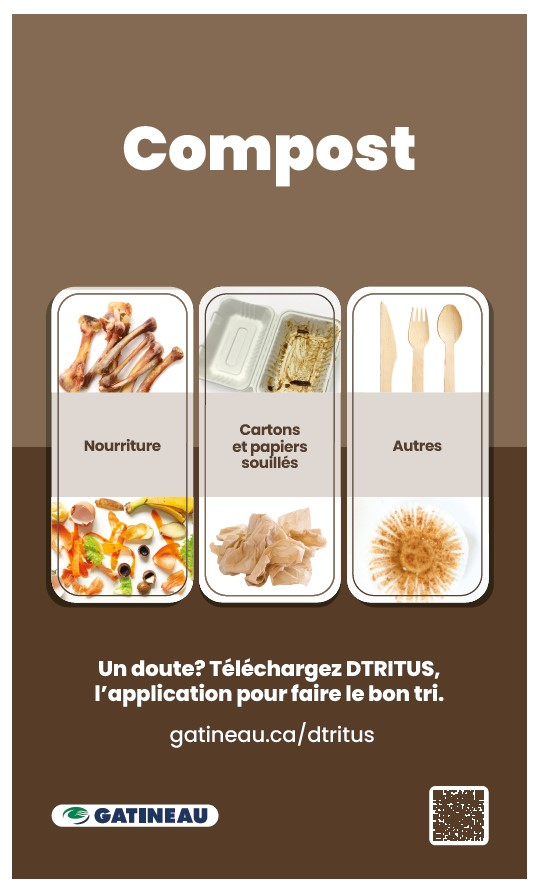 Compost
Nourriture
Cartons
et papiers
souillés
Autres
Un doute? Téléchargez DTRITUS,
l’application pour faire le bon tri.
gatineau.ca/dtritus
GATINEAU